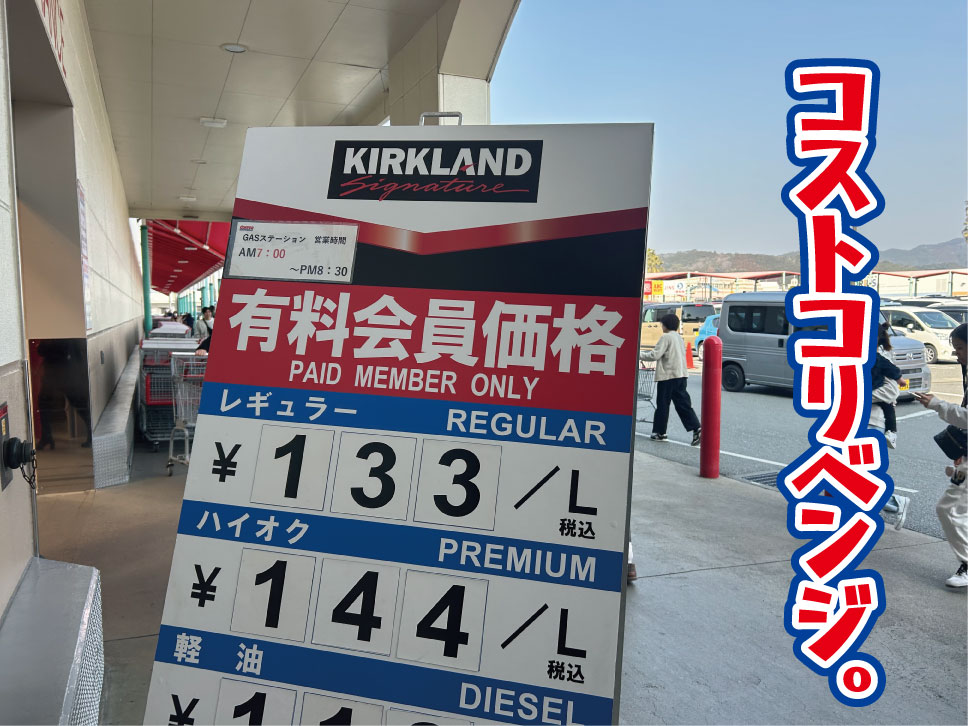 KIRKLAND
Signature
GASステーション 営業時間
AM7:00
~PM8:30
有料会員価格
PAID MEMBER ONLY
レギュラー REGULAR
¥133/L
税込
ハイオク PREMIUM
¥144/L
税込
軽油 DIESEL
¥11
コストコリベンジ。